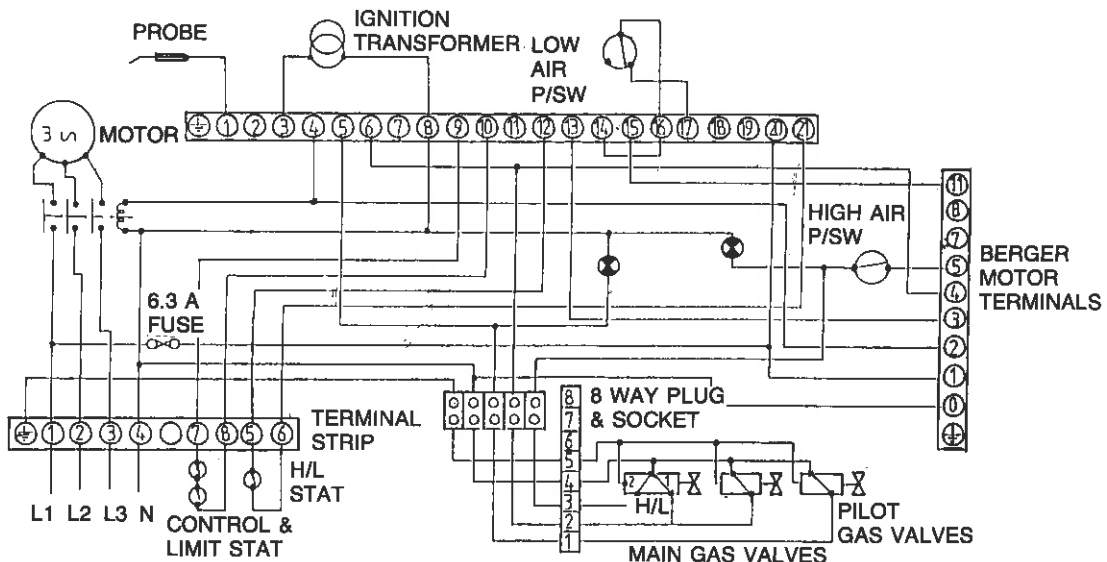 PROBE
IGNITION
TRANSFORMER
LOW
AIR
P/SW
3 ∽
MOTOR
1 2 3 4 5 6 7 8 9 10 11 12 13 14 15 16 17 18 19 20 21
HIGH AIR
P/SW
11
8
7
5
4
3
2
1
0
BERGER
MOTOR
TERMINALS
6.3 A
FUSE
1 2 3 4 7 8 5 6
TERMINAL
STRIP
L1 L2 L3 N
CONTROL &
LIMIT STAT
H/L
STAT
8
7
6
5
4
3
2
1
8 WAY PLUG
& SOCKET
2 1
H/L
MAIN GAS VALVES
PILOT
GAS VALVES